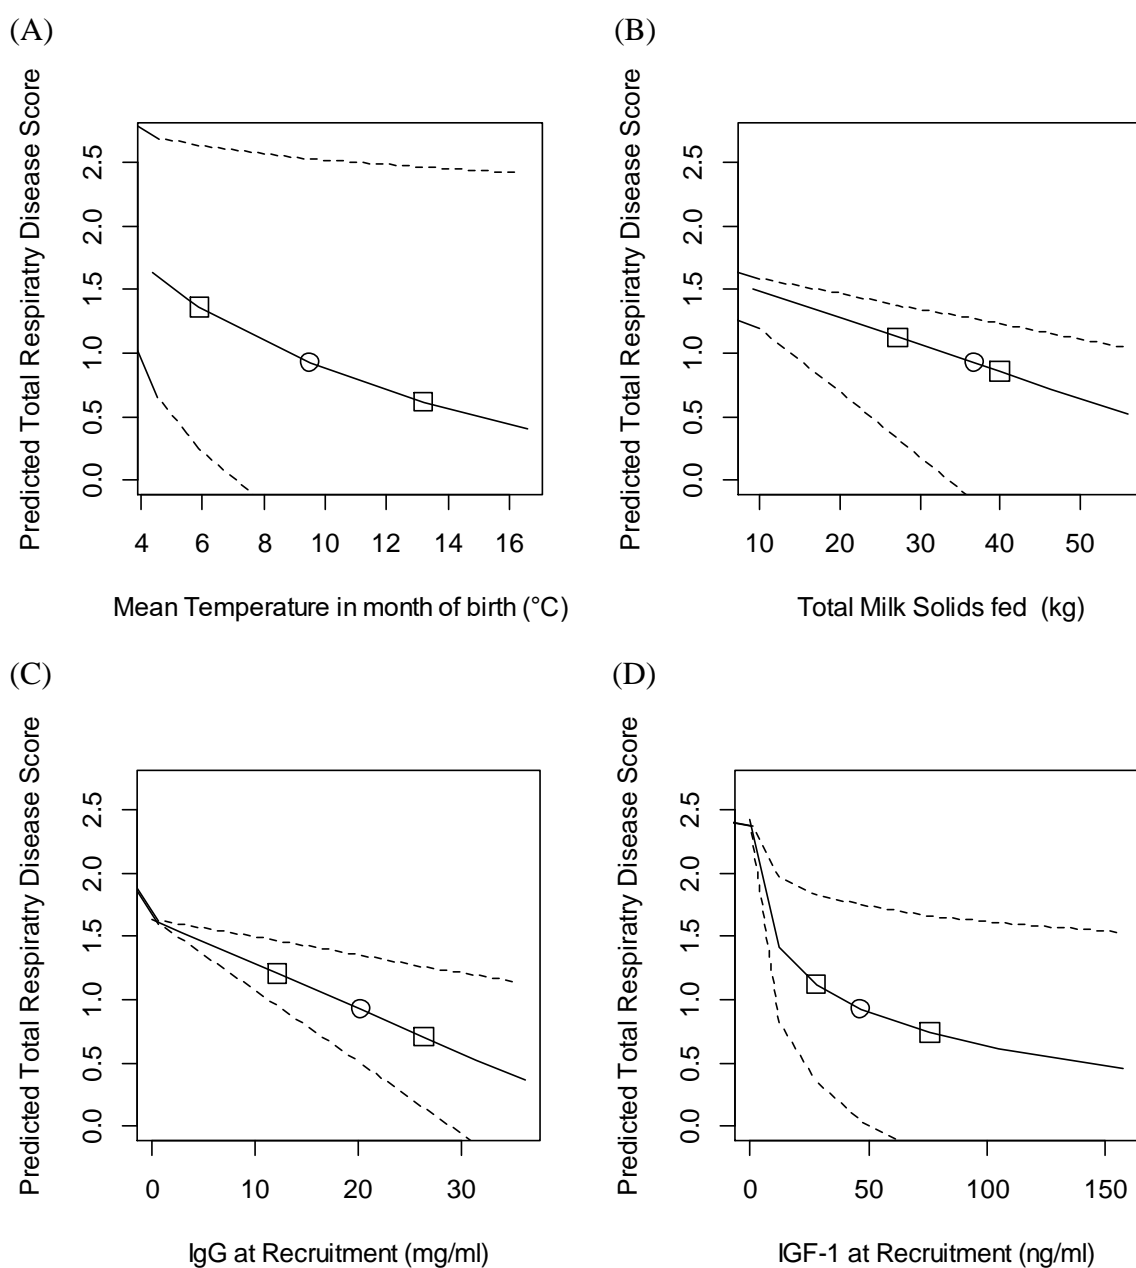 (A)
Predicted Total Respiratry Disease Score
0.0 0.5 1.0 1.5 2.0 2.5
4 6 8 10 12 14 16
Mean Temperature in month of birth (°C)
(B)
Predicted Total Respiratry Disease Score
0.0 0.5 1.0 1.5 2.0 2.5
10 20 30 40 50
Total Milk Solids fed (kg)
(C)
Predicted Total Respiratry Disease Score
0.0 0.5 1.0 1.5 2.0 2.5
0 10 20 30
IgG at Recruitment (mg/ml)
(D)
Predicted Total Respiratry Disease Score
0.0 0.5 1.0 1.5 2.0 2.5
0 50 100 150
IGF-1 at Recruitment (ng/ml)